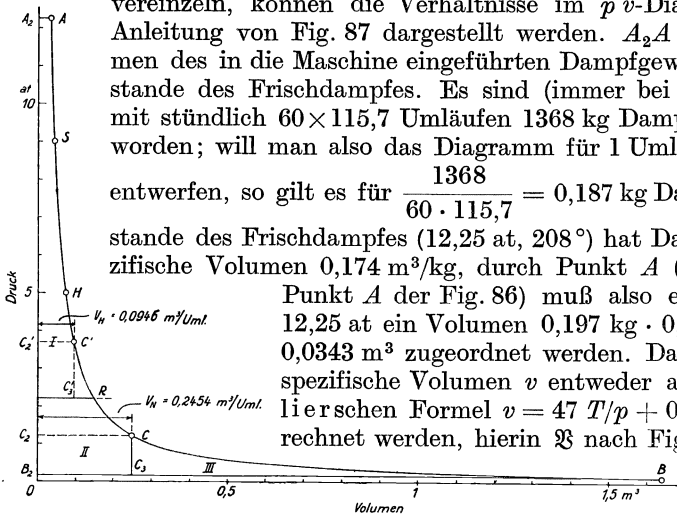 vereinzeln, können die Verhältnisse im p v-Dia
Anleitung von Fig. 87 dargestellt werden. A₂A
men des in die Maschine eingeführten Dampfgew
stande des Frischdampfes. Es sind (immer bei
mit stündlich 60 × 115,7 Umläufen 1368 kg Dam
worden; will man also das Diagramm für 1 Uml
entwerfen, so gilt es für 1368 / 60 · 115,7 = 0,187 kg Da
stande des Frischdampfes (12,25 at, 208°) hat Da
zifische Volumen 0,174 m³/kg, durch Punkt A (
Punkt A der Fig. 86) muß also e
12,25 at ein Volumen 0,197 kg · 0
0,0343 m³ zugeordnet werden. Da
spezifische Volumen v entweder a
lierschen Formel v = 47 T/p + 0
rechnet werden, hierin 𝔅 nach Fig
A₂ A
at
10
S
Druck
5 H
V_H = 0,0946 m³/Uml.
C₂' I C'
C₃' R
V_N = 0,2454 m³/Uml.
C₂ C
II C₃ III
B₂ B
0 0,5 1 1,5 m³
Volumen